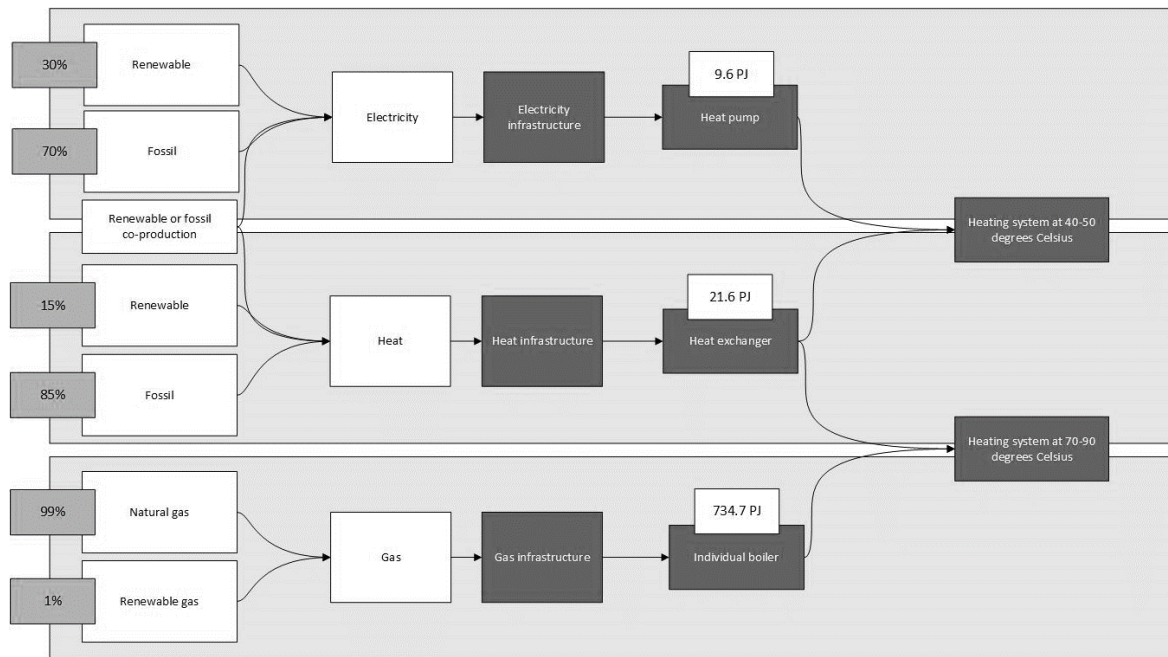 30%
Renewable
70%
Fossil
Renewable or fossil
co-production
Electricity
Electricity
infrastructure
9.6 PJ
Heat pump
Heating system at 40-50
degrees Celsius
15%
Renewable
85%
Fossil
Heat
Heat infrastructure
21.6 PJ
Heat exchanger
Heating system at 70-90
degrees Celsius
99%
Natural gas
1%
Renewable gas
Gas
Gas infrastructure
734.7 PJ
Individual boiler